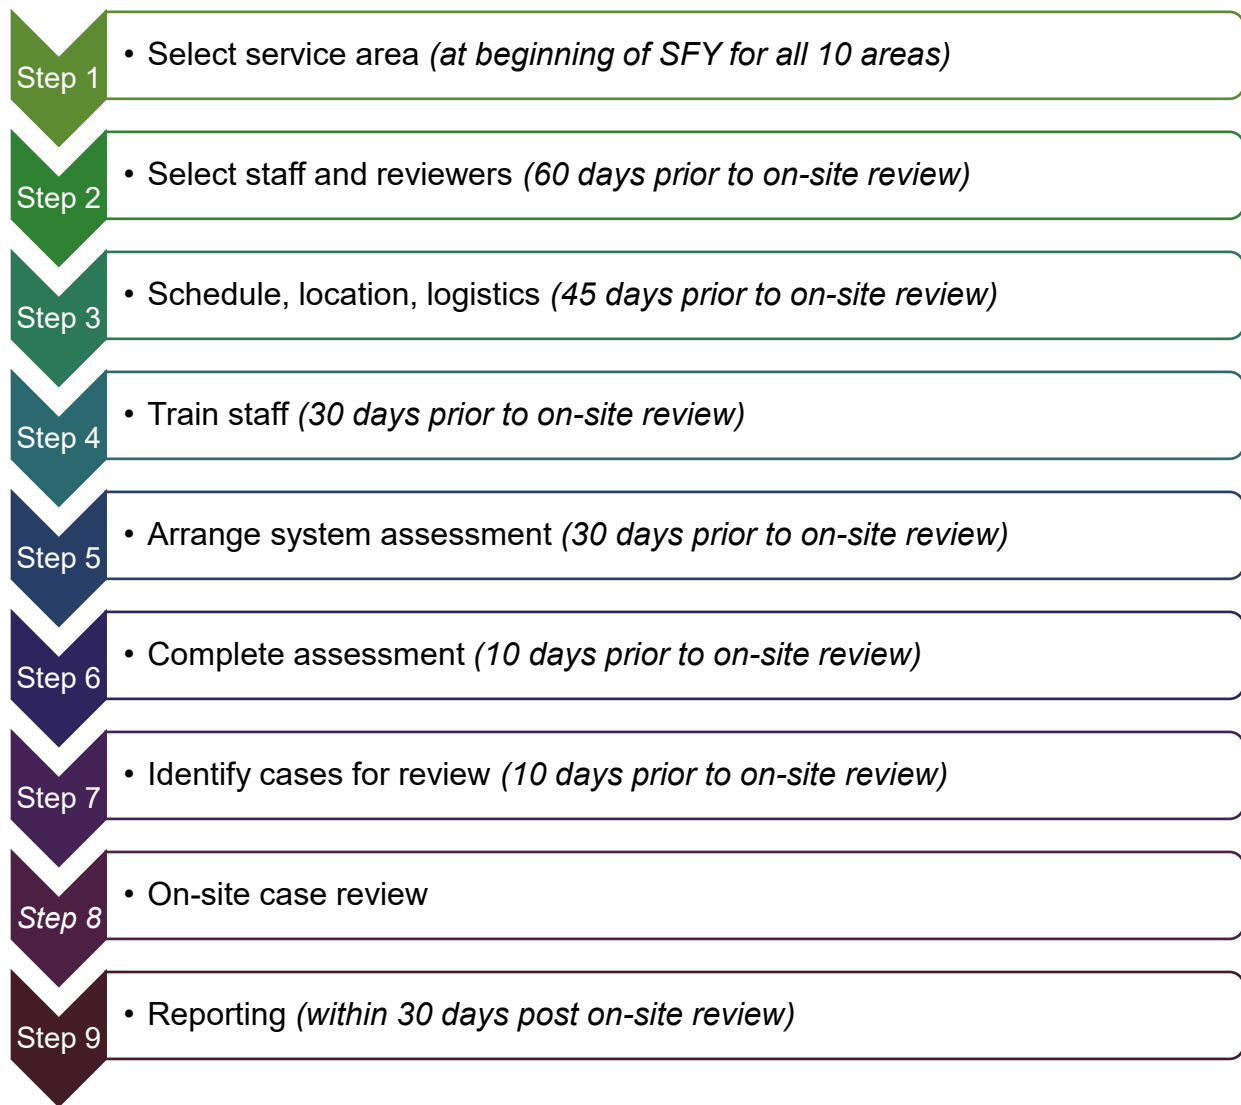 Step 1
• Select service area (at beginning of SFY for all 10 areas)
Step 2
• Select staff and reviewers (60 days prior to on-site review)
Step 3
• Schedule, location, logistics (45 days prior to on-site review)
Step 4
• Train staff (30 days prior to on-site review)
Step 5
• Arrange system assessment (30 days prior to on-site review)
Step 6
• Complete assessment (10 days prior to on-site review)
Step 7
• Identify cases for review (10 days prior to on-site review)
Step 8
• On-site case review
Step 9
• Reporting (within 30 days post on-site review)